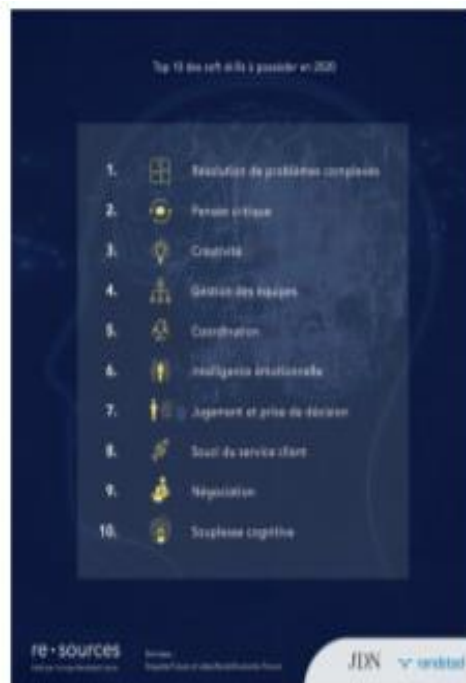 Top 10 des soft skills à posséder en 2020
1. Résolution de problèmes complexes
2. Pensée critique
3. Créativité
4. Gestion des équipes
5. Coordination
6. Intelligence émotionnelle
7. Jugement et prise de décision
8. Souci du service client
9. Négociation
10. Souplesse cognitive
re·sources
JDN
randstad